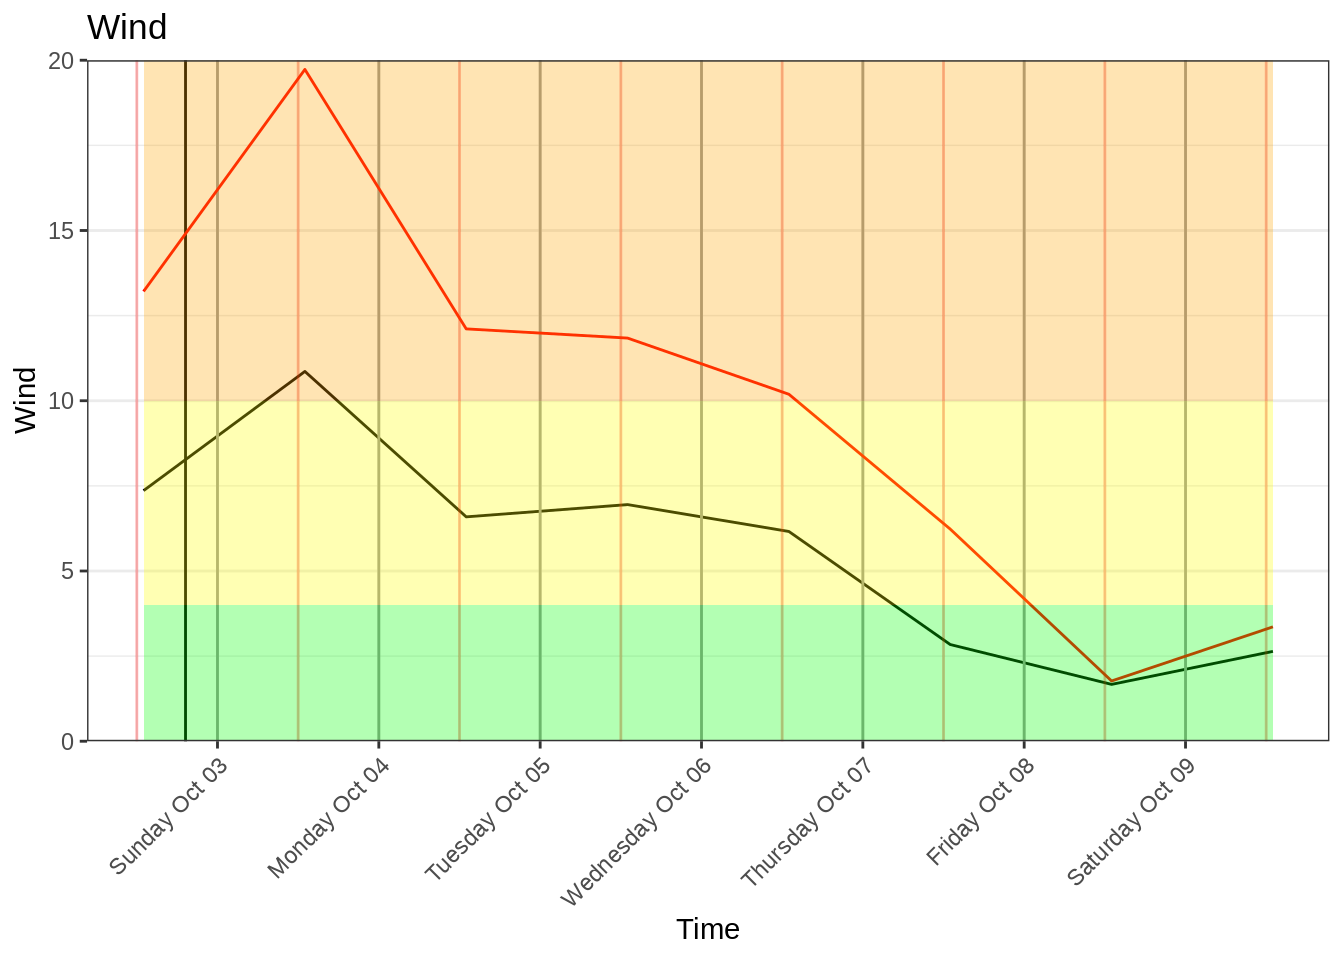 Wind
20
15
10
5
0
Wind
Sunday Oct 03
Monday Oct 04
Tuesday Oct 05
Wednesday Oct 06
Thursday Oct 07
Friday Oct 08
Saturday Oct 09
Time